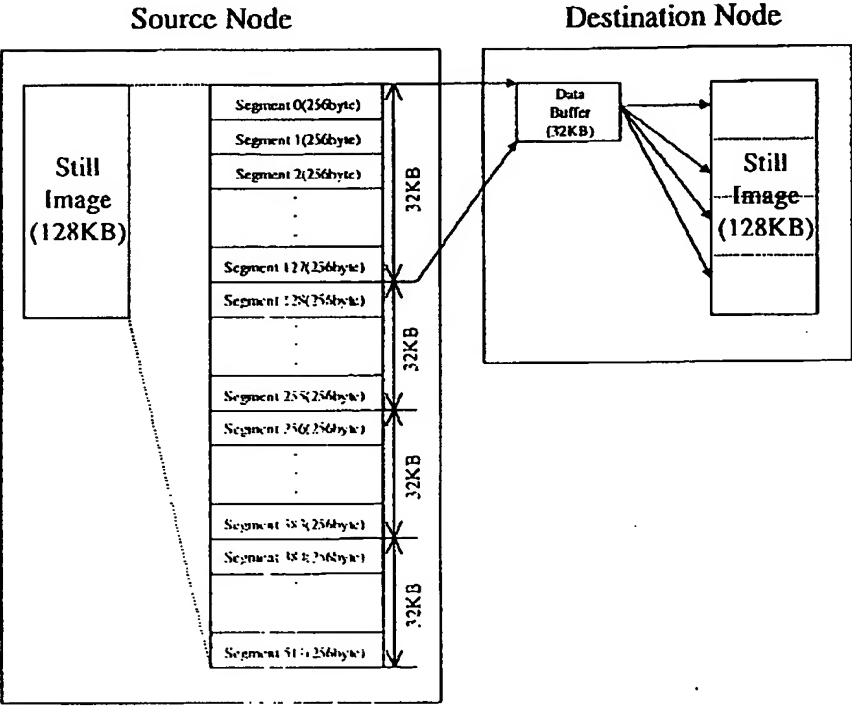 Source Node
Destination Node
Still
Image
(128KB)
Segment 0(256byte)
Segment 1(256byte)
Segment 2(256byte)
Segment 127(256byte)
Segment 128(256byte)
Segment 255(256byte)
Segment 256(256byte)
Segment 383(256byte)
Segment 384(256byte)
Segment (256byte)
32KB
32KB
32KB
32KB
Data
Buffer
(32KB)
Still
Image
(128KB)